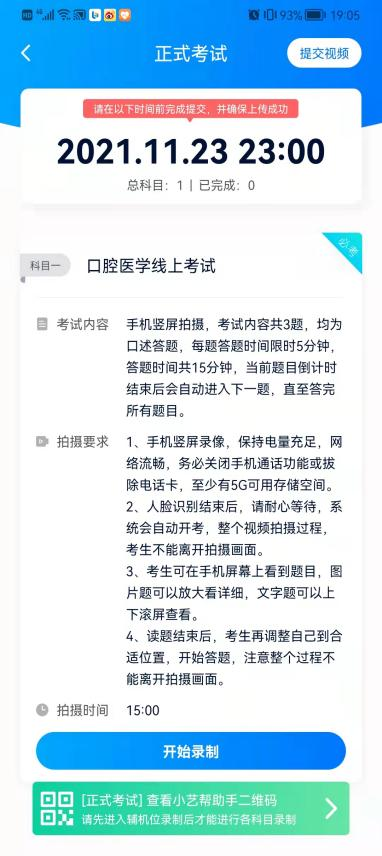 HD 4G 93% 19:05
正式考试
提交视频
请在以下时间前完成提交，并确保上传成功
2021.11.23 23:00
总科目：1 | 已完成：0
必考
科目一
口腔医学线上考试
考试内容
手机竖屏拍摄，考试内容共3题，均为
口述答题，每题答题时间限时5分钟，
答题时间共15分钟，当前题目倒计时
结束后会自动进入下一题，直至答完
所有题目。
拍摄要求
1、手机竖屏录像，保持电量充足，网
络流畅，务必关闭手机通话功能或拔
除电话卡，至少有5G可用存储空间。
2、人脸识别结束后，请耐心等待，系
统会自动开考，整个视频拍摄过程，
考生不能离开拍摄画面。
3、考生可在手机屏幕上看到题目，图
片题可以放大看详细，文字题可以上
下滚屏查看。
4、读题结束后，考生再调整自己到合
适位置，开始答题，注意整个过程不
能离开拍摄画面。
拍摄时间
15:00
开始录制
[正式考试] 查看小艺帮助手二维码
请先进入辅机位录制后才能进行各科目录制